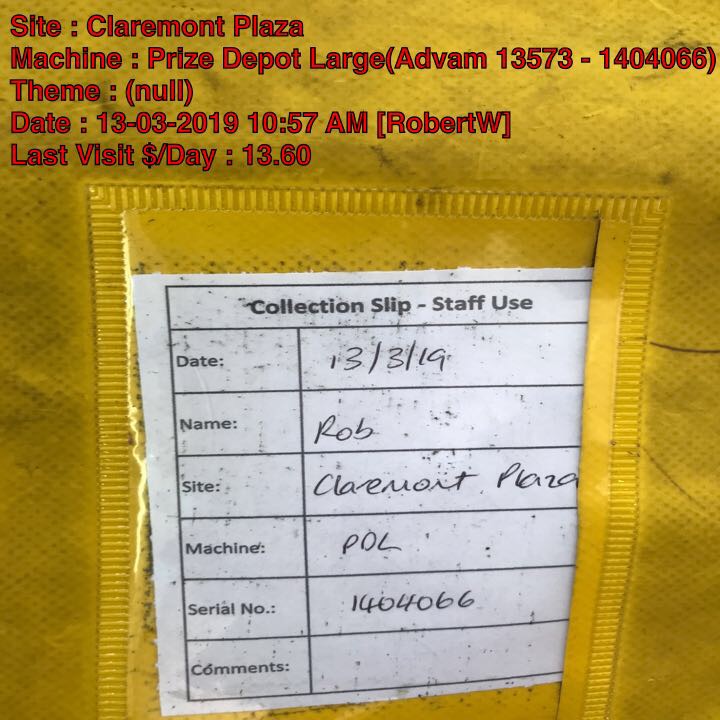 Site : Claremont Plaza
Machine : Prize Depot Large(Advam 13573 - 1404066)
Theme : (null)
Date : 13-03-2019 10:57 AM [RobertW]
Last Visit $/Day : 13.60
Collection Slip - Staff Use
Date: 13/3/19
Name: Rob
Site: Claremont Plaza
Machine: PDL
Serial No.: 1404066
Comments: